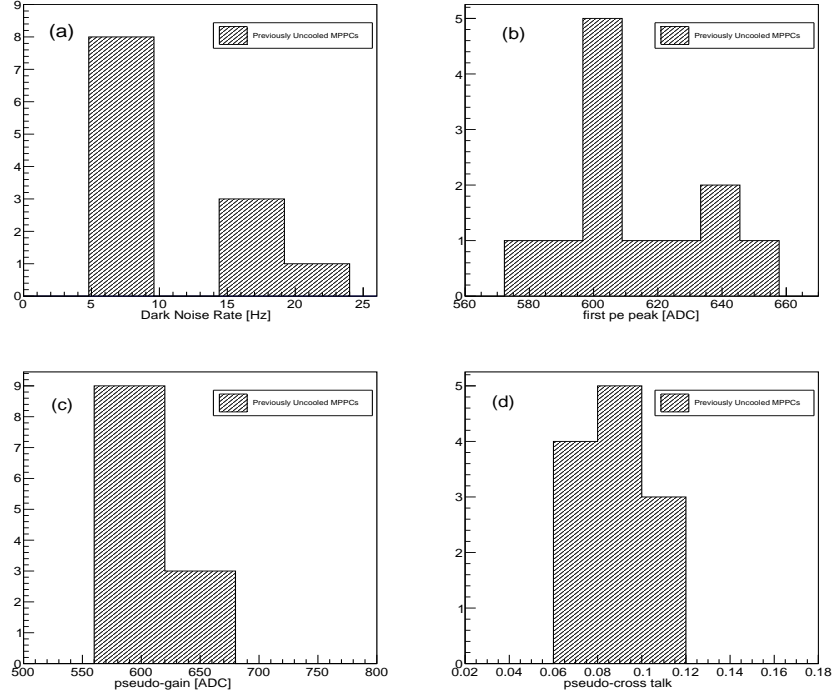 (a)
Previously Uncooled MPPCs
9
8
7
6
5
4
3
2
1
0
0 5 10 15 20 25
Dark Noise Rate [Hz]
(b)
Previously Uncooled MPPCs
5
4
3
2
1
0
560 580 600 620 640 660
first pe peak [ADC]
(c)
Previously Uncooled MPPCs
9
8
7
6
5
4
3
2
1
0
500 550 600 650 700 750 800
pseudo-gain [ADC]
(d)
Previously Uncooled MPPCs
5
4
3
2
1
0
0.02 0.04 0.06 0.08 0.10 0.12 0.14 0.16 0.18
pseudo-cross talk